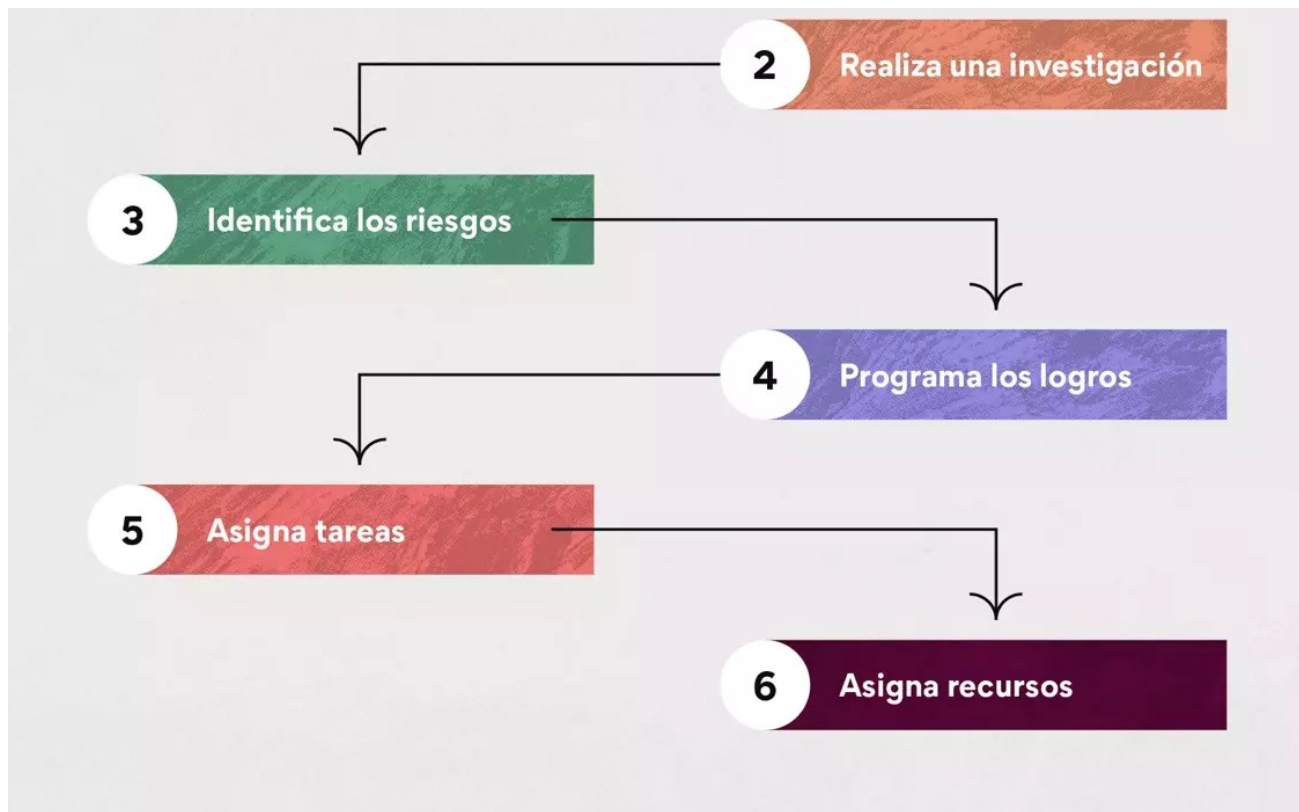 2 Realiza una investigación
3 Identifica los riesgos
4 Programa los logros
5 Asigna tareas
6 Asigna recursos